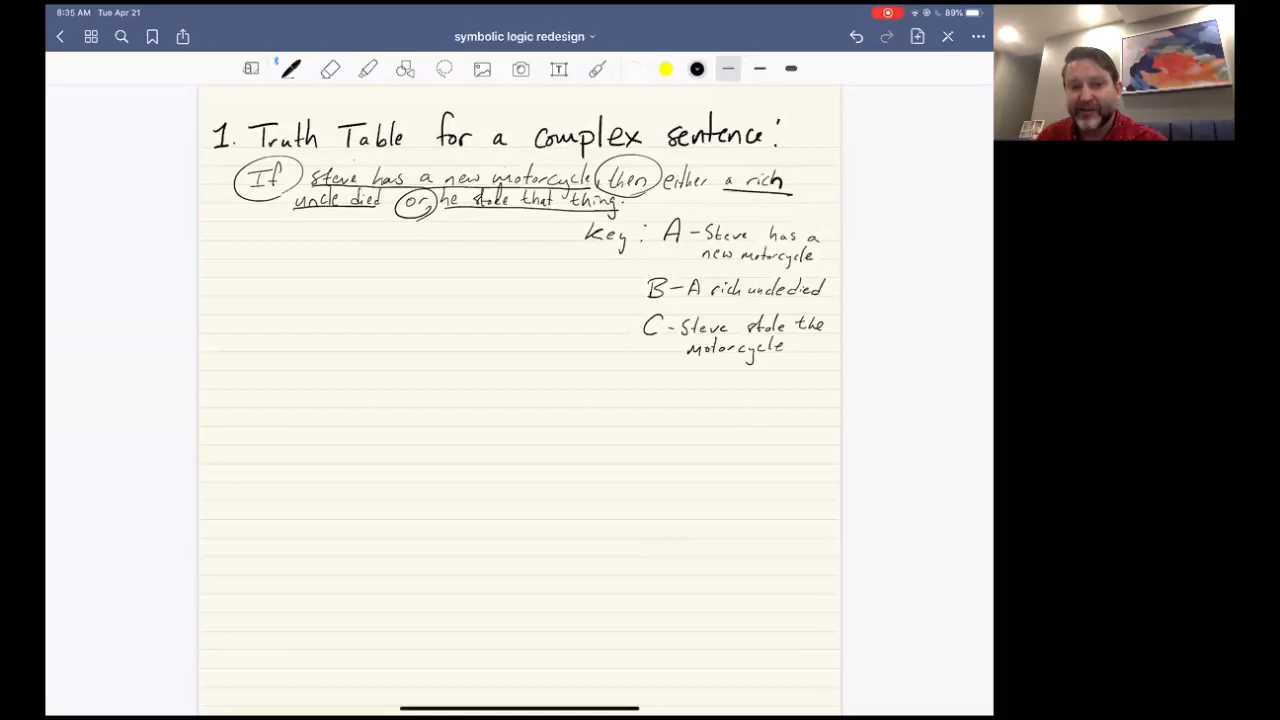 8:35 AM Tue Apr 21
89%
symbolic logic redesign
T
1. Truth Table for a complex sentence:
If Steve has a new motorcycle, then either a rich
uncle died or he stole that thing.
Key: A - Steve has a
new motorcycle
B - A rich uncle died
C - Steve stole the
motorcycle